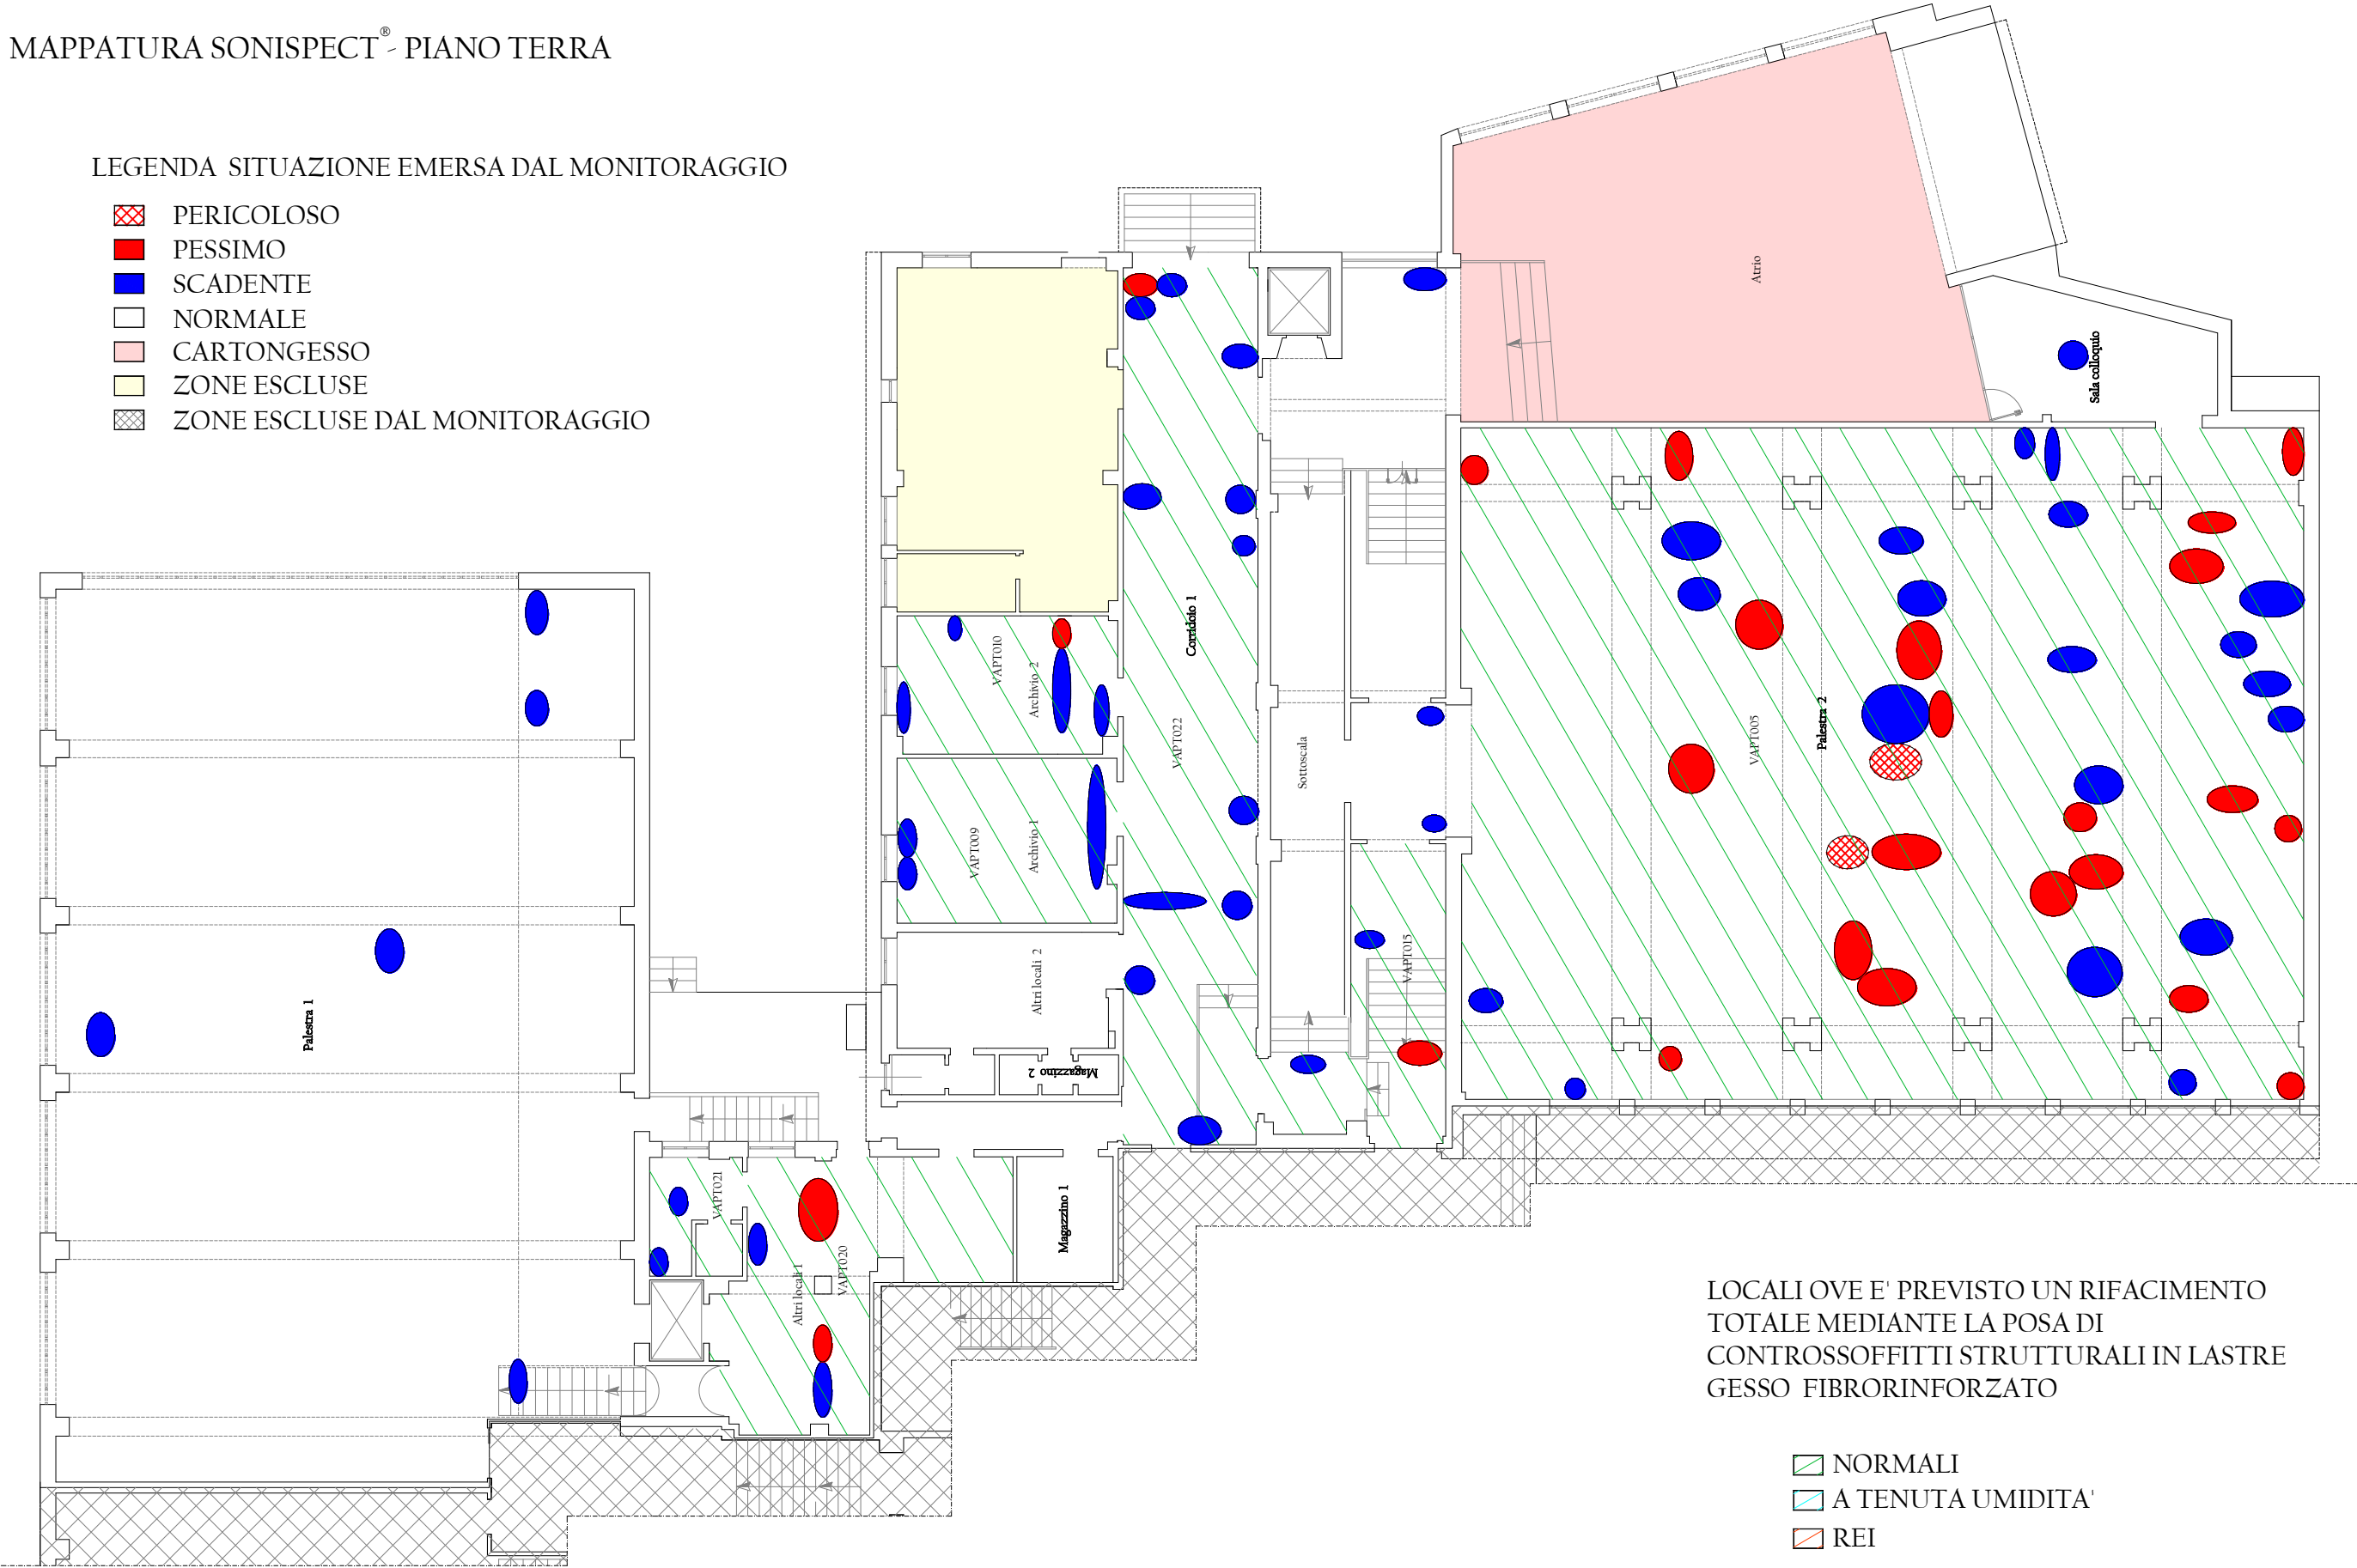 MAPPATURA SONISPECT®- PIANO TERRA
LEGENDA SITUAZIONE EMERSA DAL MONITORAGGIO
PERICOLOSO
PESSIMO
SCADENTE
NORMALE
CARTONGESSO
ZONE ESCLUSE
ZONE ESCLUSE DAL MONITORAGGIO
Atrio
Sala colloquio
Corridoio 1
VAPT022
VAPT010
Archivio 2
VAPT009
Archivio 1
Sottoscala
VAPT005
Palestra 2
VAPT015
Altri locali 2
Magazzino 2
Palestra 1
Magazzino 1
VAPT021
VAPT020
Altri locali 1
LOCALI OVE E' PREVISTO UN RIFACIMENTO
TOTALE MEDIANTE LA POSA DI
CONTROSSOFFITTI STRUTTURALI IN LASTRE
GESSO FIBRORINFORZATO
NORMALI
A TENUTA UMIDITA'
REI